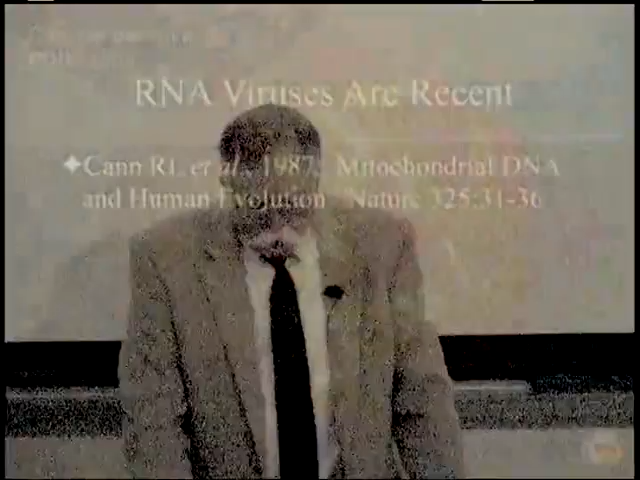 RNA Viruses Are Recent
✦Cann RL et al. 1987. Mitochondrial DNA
and Human Evolution Nature 325:31-36